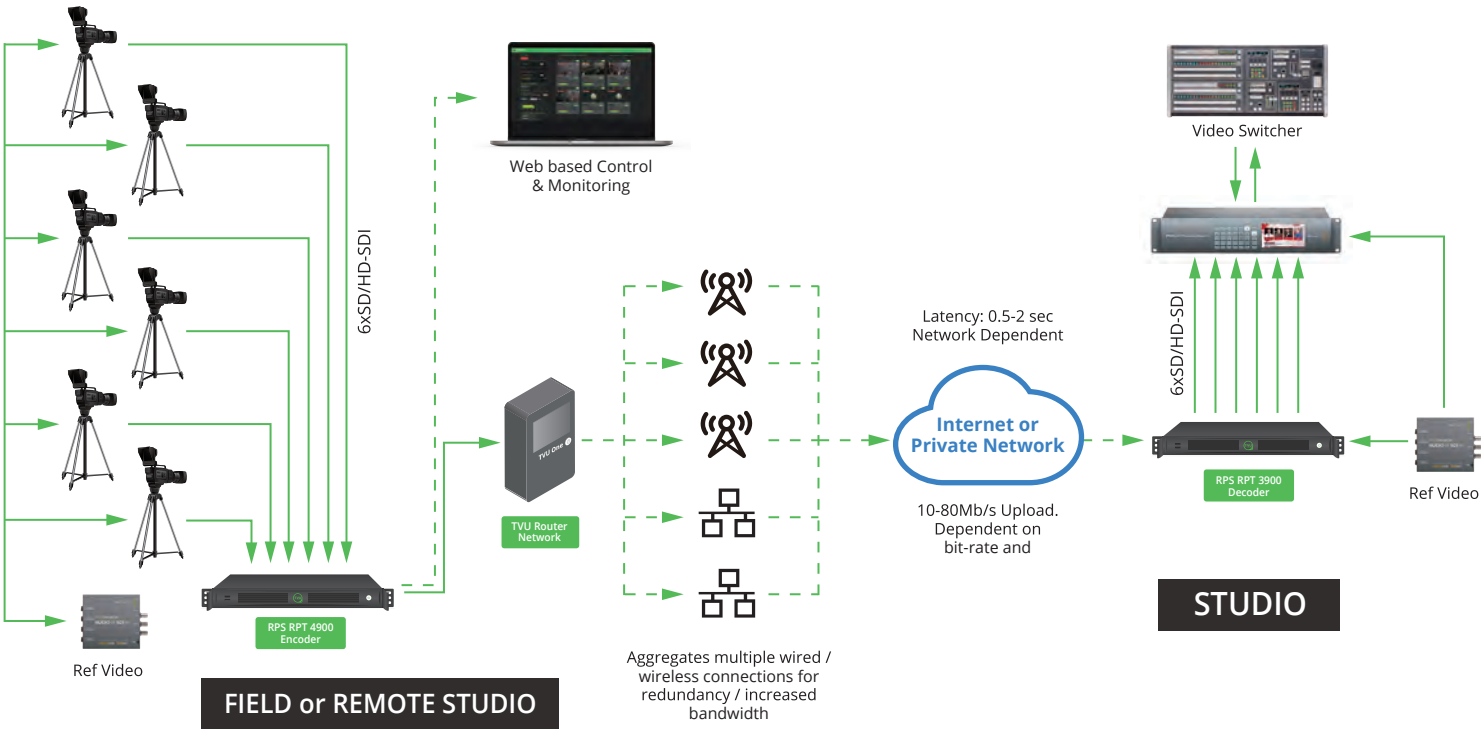 6xSD/HD-SDI
Web based Control
& Monitoring
Video Switcher
Latency: 0.5-2 sec
Network Dependent
6xSD/HD-SDI
Internet or
Private Network
TVU One
TVU Router
Network
RPS RPT 3900
Decoder
Ref Video
10-80Mb/s Upload.
Dependent on
bit-rate and
STUDIO
RPS RPT 4900
Encoder
Ref Video
Aggregates multiple wired /
wireless connections for
redundancy / increased
bandwidth
FIELD or REMOTE STUDIO